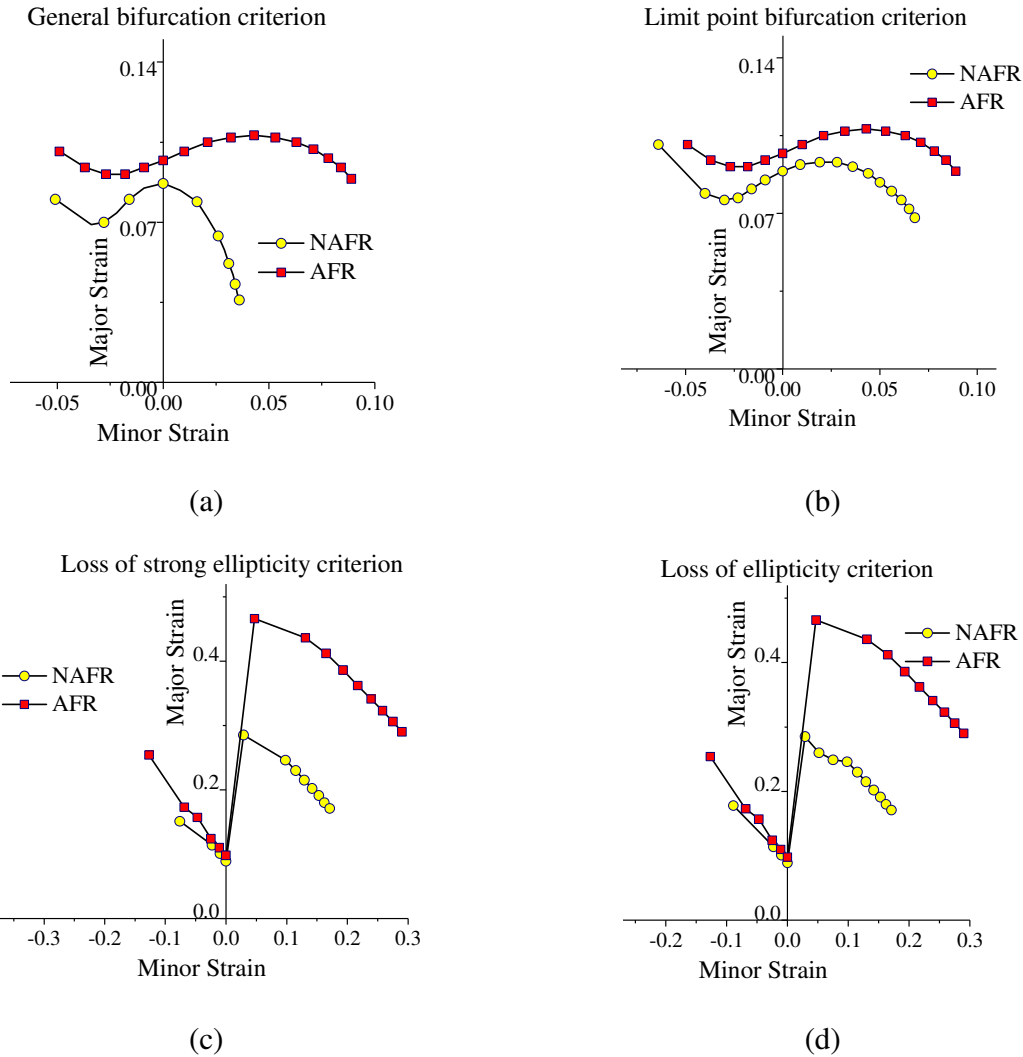 General bifurcation criterion
0.14
0.07
0.00
Major Strain
NAFR
AFR
-0.05 0.00 0.05 0.10
Minor Strain
(a)
Limit point bifurcation criterion
0.14
0.07
0.00
Major Strain
NAFR
AFR
-0.05 0.00 0.05 0.10
Minor Strain
(b)
Loss of strong ellipticity criterion
0.4
0.2
0.0
Major Strain
NAFR
AFR
-0.3 -0.2 -0.1 0.0 0.1 0.2 0.3
Minor Strain
(c)
Loss of ellipticity criterion
0.4
0.2
0.0
Major Strain
NAFR
AFR
-0.2 -0.1 0.0 0.1 0.2 0.3
Minor Strain
(d)